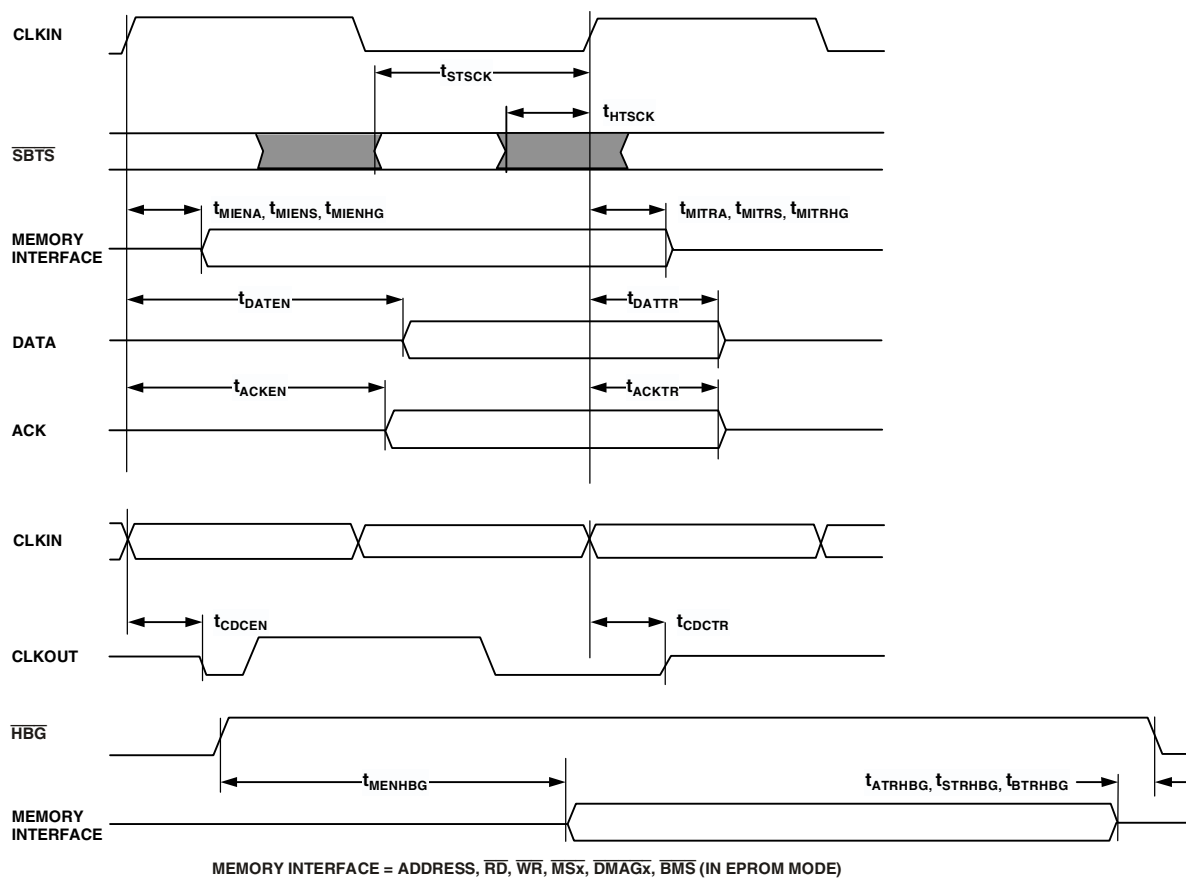 CLKIN
tSTSCK
tHTSCK
SBTS
tMIENA, tMIENS, tMIENHG
tMITRA, tMITRS, tMITRHG
MEMORY
INTERFACE
tDATEN
tDATTR
DATA
tACKEN
tACKTR
ACK
CLKIN
tCDCEN
tCDCTR
CLKOUT
HBG
tMENHBG
tATRHBG, tSTRHBG, tBTRHBG
MEMORY
INTERFACE
MEMORY INTERFACE = ADDRESS, RD, WR, MSx, DMAGx, BMS (IN EPROM MODE)